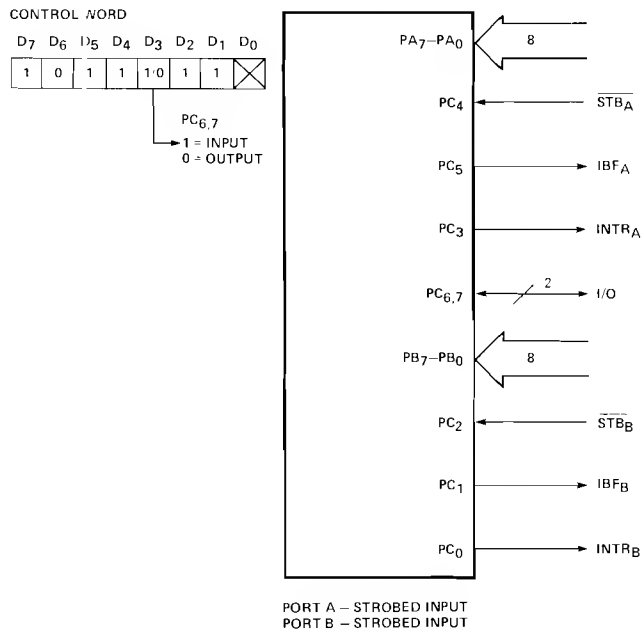 CONTROL WORD
D7 D6 D5 D4 D3 D2 D1 D0
1 0 1 1 1/0 1 1
PC6,7
1 = INPUT
0 = OUTPUT
PA7–PA0 8
PC4 STBA
PC5 IBFA
PC3 INTRA
PC6,7 2 I/O
PB7–PB0 8
PC2 STBB
PC1 IBFB
PC0 INTRB
PORT A – STROBED INPUT
PORT B – STROBED INPUT